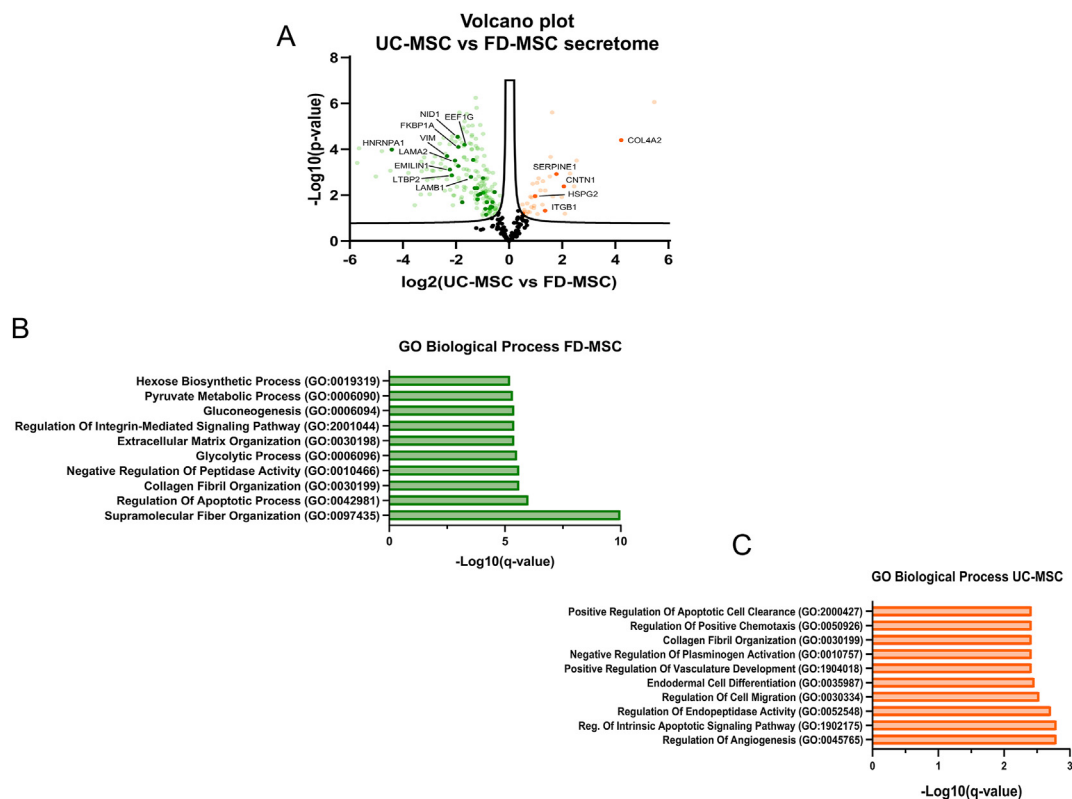 A
Volcano plot
UC-MSC vs FD-MSC secretome
-Log10(p-value)
8
6
4
2
0
NID1
EEF1G
FKBP1A
HNRNPA1
VIM
LAMA2
EMILIN1
LTBP2
LAMB1
COL4A2
SERPINE1
CNTN1
HSPG2
ITGB1
-6 -4 -2 0 2 4 6
log2(UC-MSC vs FD-MSC)
B
GO Biological Process FD-MSC
Hexose Biosynthetic Process (GO:0019319)
Pyruvate Metabolic Process (GO:0006090)
Gluconeogenesis (GO:0006094)
Regulation Of Integrin-Mediated Signaling Pathway (GO:2001044)
Extracellular Matrix Organization (GO:0030198)
Glycolytic Process (GO:0006096)
Negative Regulation Of Peptidase Activity (GO:0010466)
Collagen Fibril Organization (GO:0030199)
Regulation Of Apoptotic Process (GO:0042981)
Supramolecular Fiber Organization (GO:0097435)
0 5 10
-Log10(q-value)
C
GO Biological Process UC-MSC
Positive Regulation Of Apoptotic Cell Clearance (GO:2000427)
Regulation Of Positive Chemotaxis (GO:0050926)
Collagen Fibril Organization (GO:0030199)
Negative Regulation Of Plasminogen Activation (GO:0010757)
Positive Regulation Of Vasculature Development (GO:1904018)
Endodermal Cell Differentiation (GO:0035987)
Regulation Of Cell Migration (GO:0030334)
Regulation Of Endopeptidase Activity (GO:0052548)
Reg. Of Intrinsic Apoptotic Signaling Pathway (GO:1902175)
Regulation Of Angiogenesis (GO:0045765)
0 1 2 3
-Log10(q-value)